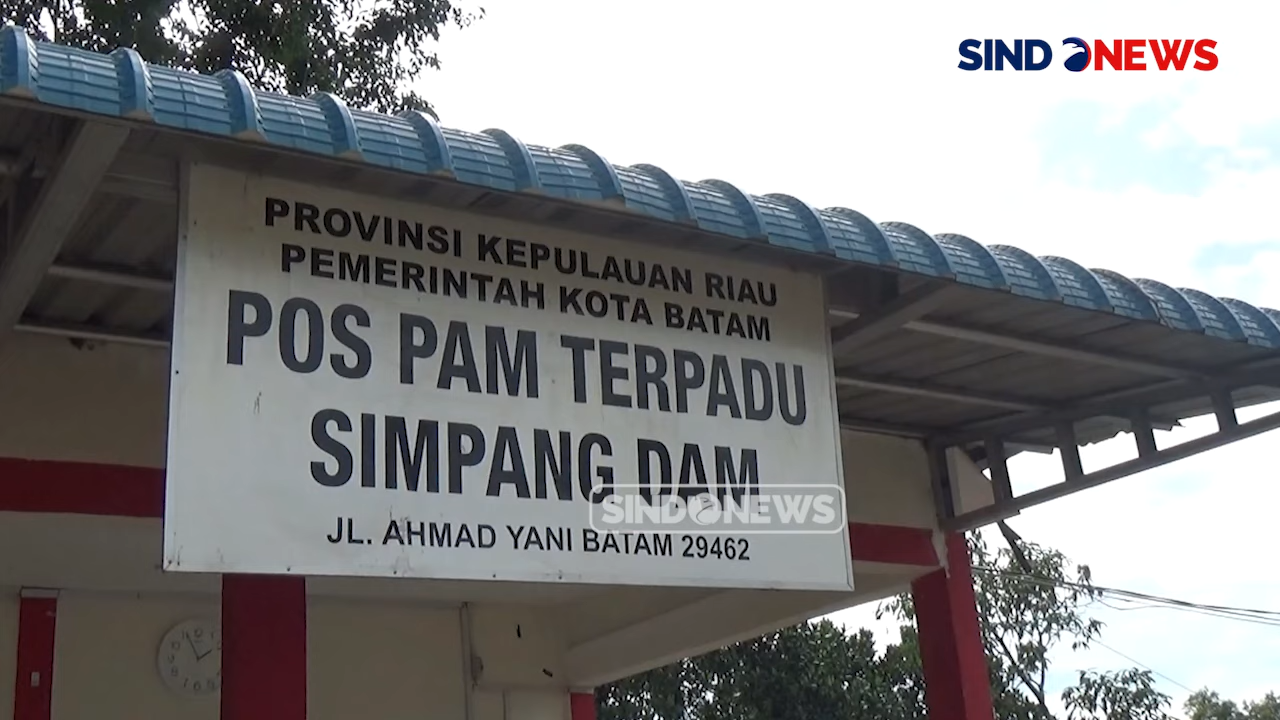 SINDONEWS
PROVINSI KEPULAUAN RIAU
PEMERINTAH KOTA BATAM
POS PAM TERPADU
SIMPANG DAM
SINDONEWS
JL. AHMAD YANI BATAM 29462